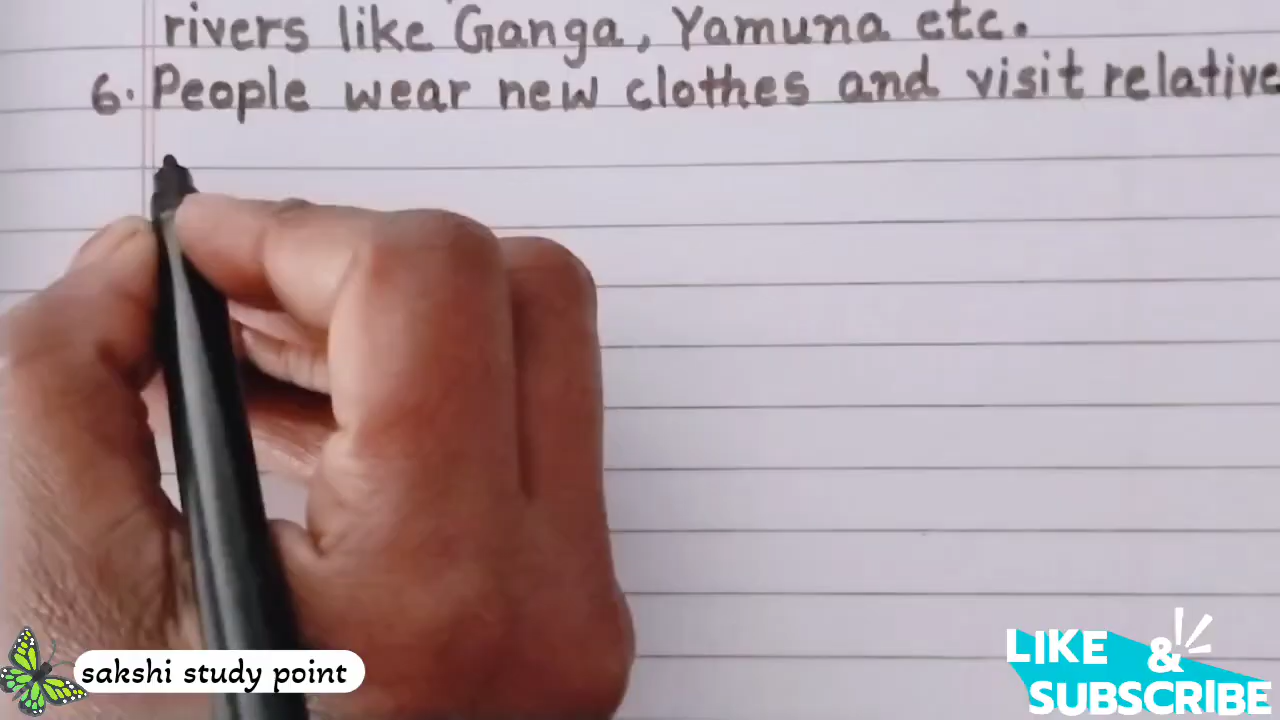 rivers like Ganga, Yamuna etc.
6. People wear new clothes and visit relative
sakshi study point
LIKE &
SUBSCRIBE